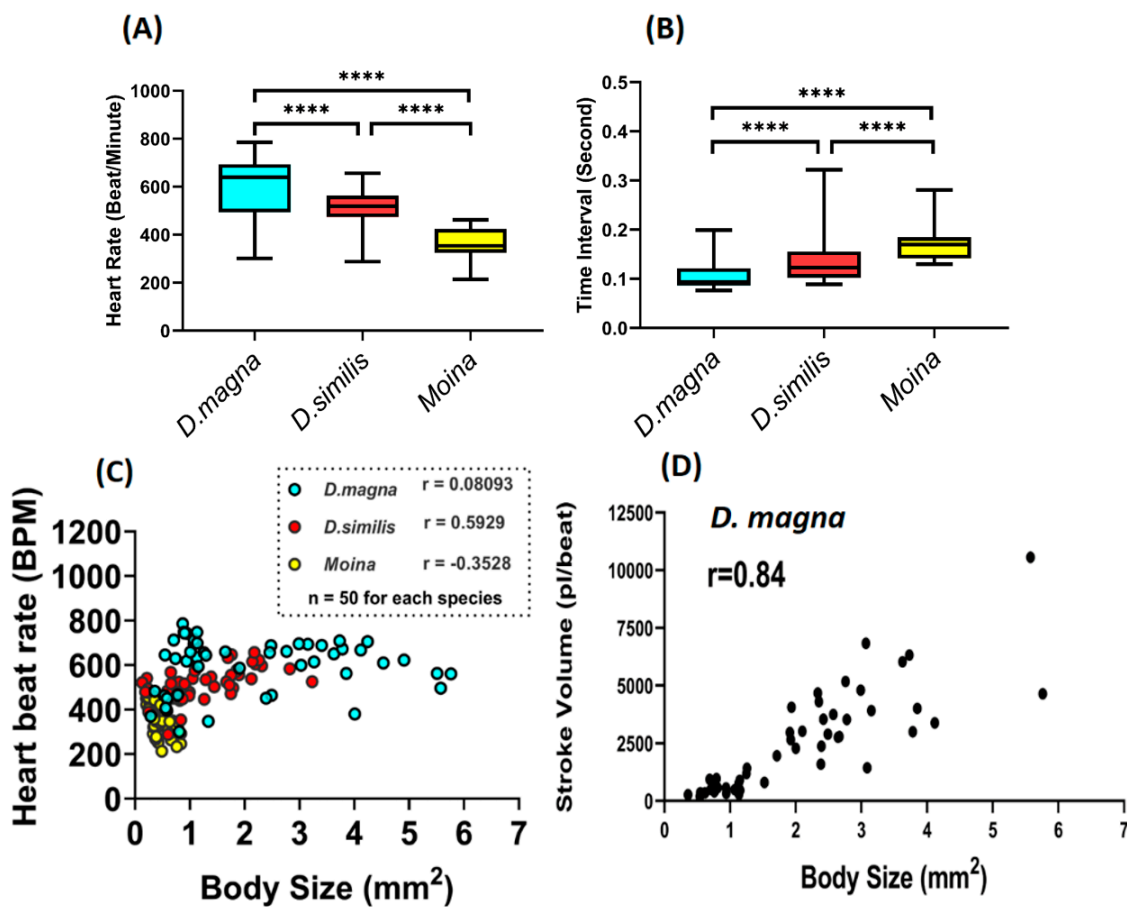 (A)
Heart Rate (Beat/Minute)
1000
800
600
400
200
0
****
****
****
D.magna
D.similis
Moina
(B)
Time Interval (Second)
0.5
0.4
0.3
0.2
0.1
0.0
****
****
****
D.magna
D.similis
Moina
(C)
Heart beat rate (BPM)
1200
1000
800
600
400
200
0
D.magna r = 0.08093
D.similis r = 0.5929
Moina r = -0.3528
n = 50 for each species
0 1 2 3 4 5 6 7
Body Size (mm²)
(D)
Stroke Volume (pl/beat)
12500
10000
7500
5000
2500
0
D. magna
r=0.84
0 1 2 3 4 5 6 7
Body Size (mm²)